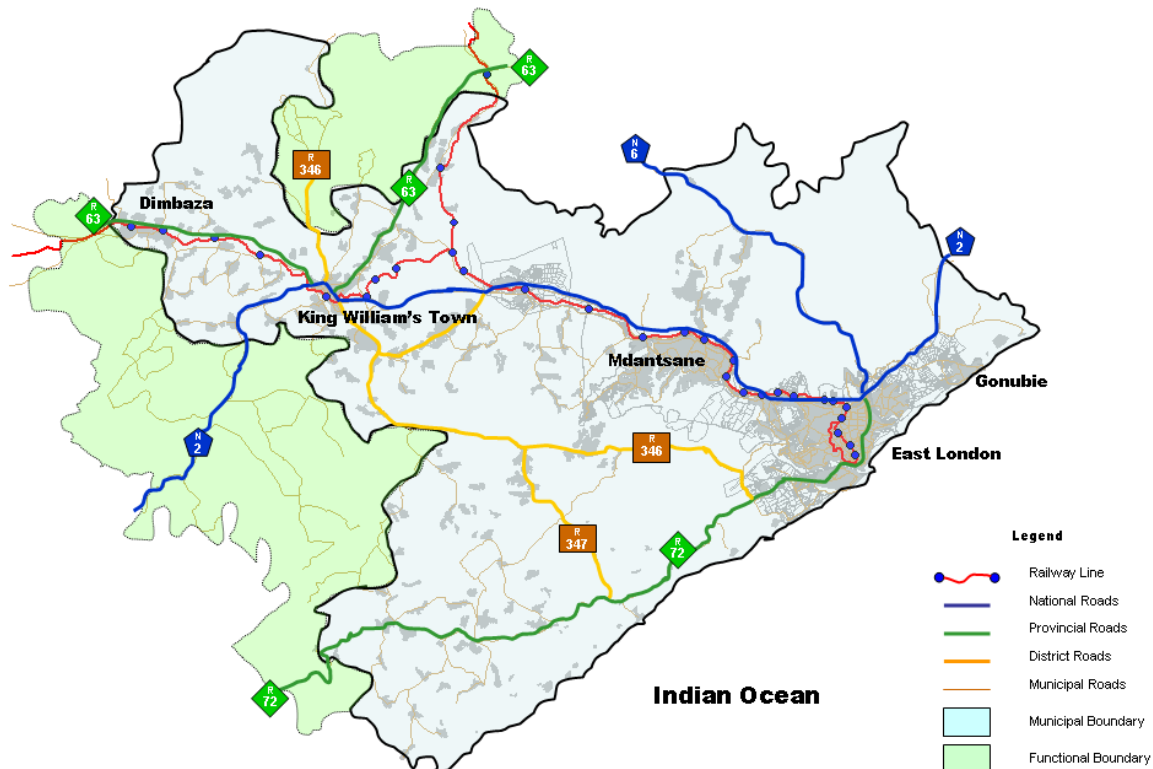 R
63
N
6
R
346
R
63
Dimbaza
R
63
N
2
King William's Town
Mdantsane
Gonubie
N
2
R
346
East London
R
347
R
72
Legend
Railway Line
National Roads
Provincial Roads
District Roads
Municipal Roads
R
72
Indian Ocean
Municipal Boundary
Functional Boundary